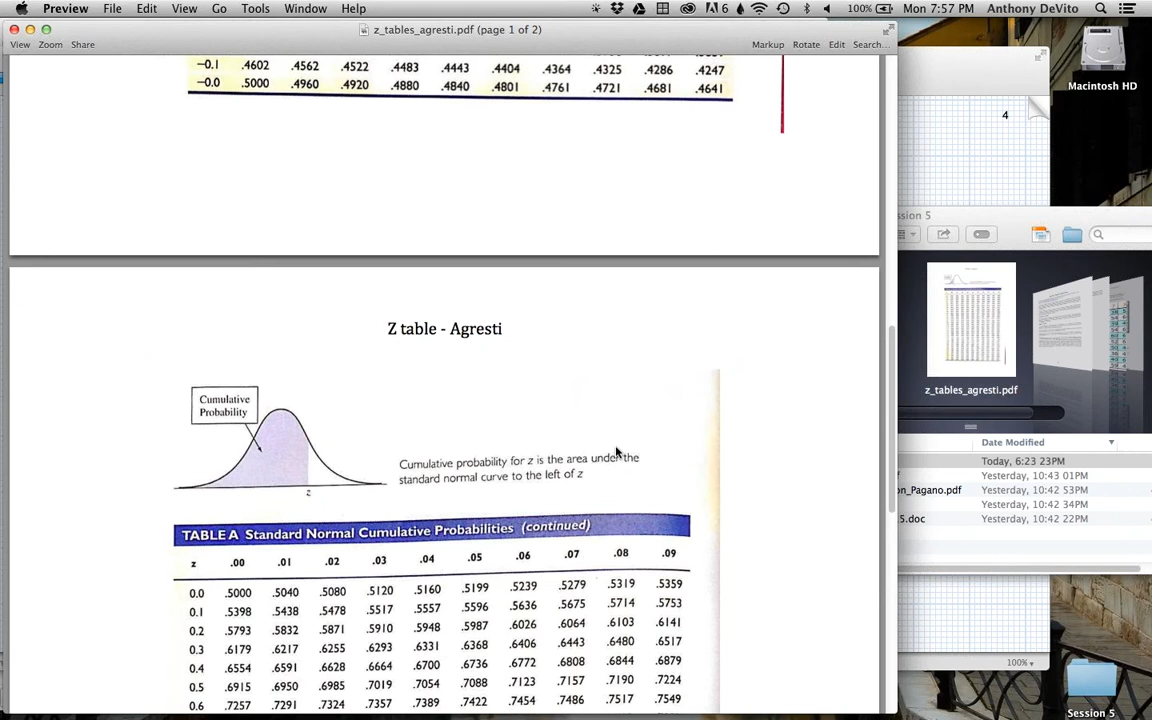 Preview File Edit View Go Tools Window Help 6 100% Mon 7:57 PM Anthony DeVito
z_tables_agresti.pdf (page 1 of 2)
View Zoom Share Markup Rotate Edit Search...
−0.1 .4602 .4562 .4522 .4483 .4443 .4404 .4364 .4325 .4286 .4247
−0.0 .5000 .4960 .4920 .4880 .4840 .4801 .4761 .4721 .4681 .4641
Z table - Agresti
Cumulative
Probability
z
Cumulative probability for z is the area under the
standard normal curve to the left of z
TABLE A Standard Normal Cumulative Probabilities (continued)
z .00 .01 .02 .03 .04 .05 .06 .07 .08 .09
0.0 .5000 .5040 .5080 .5120 .5160 .5199 .5239 .5279 .5319 .5359
0.1 .5398 .5438 .5478 .5517 .5557 .5596 .5636 .5675 .5714 .5753
0.2 .5793 .5832 .5871 .5910 .5948 .5987 .6026 .6064 .6103 .6141
0.3 .6179 .6217 .6255 .6293 .6331 .6368 .6406 .6443 .6480 .6517
0.4 .6554 .6591 .6628 .6664 .6700 .6736 .6772 .6808 .6844 .6879
0.5 .6915 .6950 .6985 .7019 .7054 .7088 .7123 .7157 .7190 .7224
0.6 .7257 .7291 .7324 .7357 .7389 .7422 .7454 .7486 .7517 .7549
Macintosh HD
4
ssion 5
z_tables_agresti.pdf
Date Modified
Today, 6:23 23PM
Yesterday, 10:43 01PM
on_Pagano.pdf Yesterday, 10:42 53PM
Yesterday, 10:42 34PM
5.doc Yesterday, 10:42 22PM
100%
Session 5